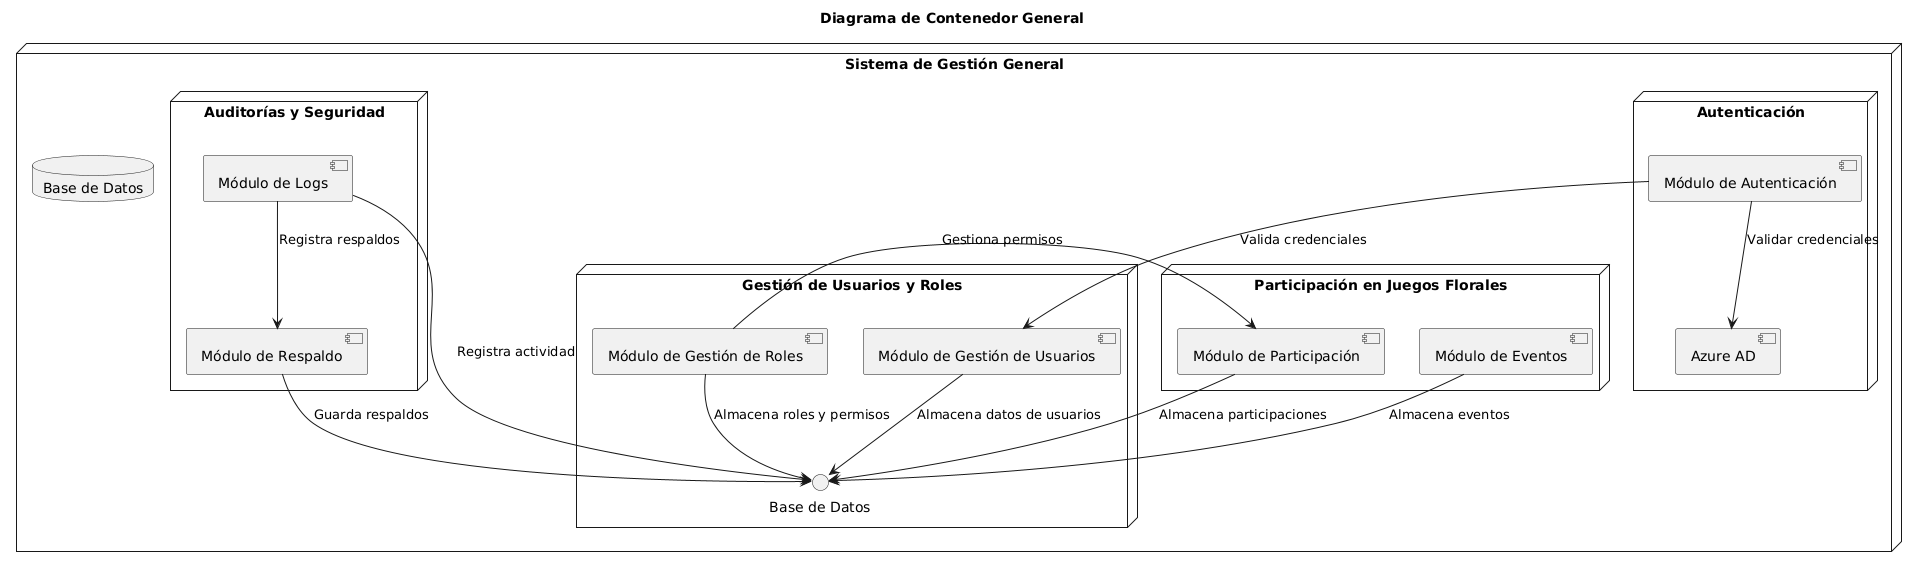 Diagrama de Contenedor General
Sistema de Gestión General
Auditorías y Seguridad
Autenticación
Base de Datos
Módulo de Logs
Módulo de Autenticación
Registra respaldos
Gestiona permisos
Valida credenciales
Validar credenciales
Gestión de Usuarios y Roles
Participación en Juegos Florales
Módulo de Respaldo
Registra actividad
Módulo de Gestión de Roles
Módulo de Gestión de Usuarios
Módulo de Participación
Módulo de Eventos
Azure AD
Guarda respaldos
Almacena roles y permisos
Almacena datos de usuarios
Almacena participaciones
Almacena eventos
Base de Datos